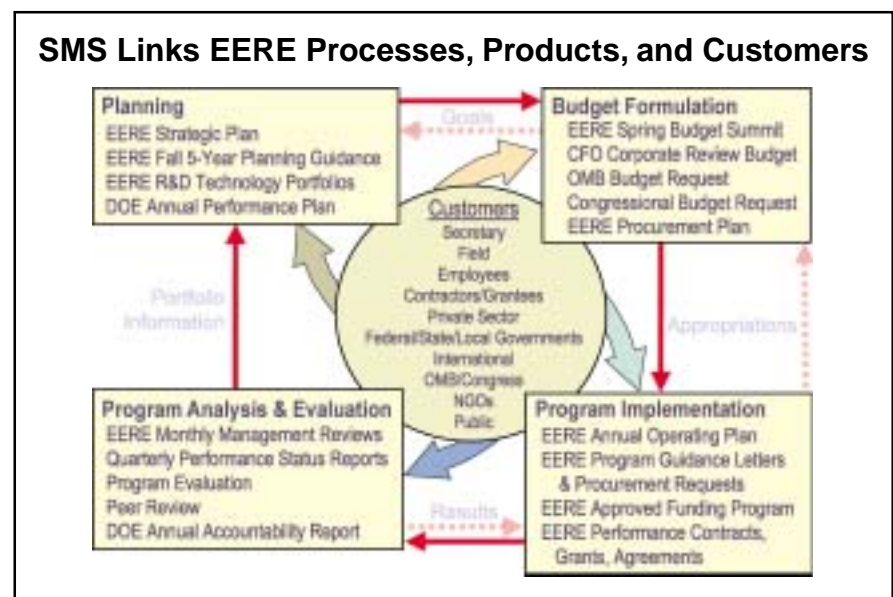 SMS Links EERE Processes, Products, and Customers
Planning
EERE Strategic Plan
EERE Fall 5-Year Planning Guidance
EERE R&D Technology Portfolios
DOE Annual Performance Plan
Goals
Budget Formulation
EERE Spring Budget Summit
CFO Corporate Review Budget
OMB Budget Request
Congressional Budget Request
EERE Procurement Plan
Customers
Secretary
Field
Employees
Contractors/Grantees
Private Sector
Federal/State/Local Governments
International
OMB/Congress
NGOs
Public
Portfolio
Information
Appropriations
Program Analysis & Evaluation
EERE Monthly Management Reviews
Quarterly Performance Status Reports
Program Evaluation
Peer Review
DOE Annual Accountability Report
Results
Program Implementation
EERE Annual Operating Plan
EERE Program Guidance Letters
& Procurement Requests
EERE Approved Funding Program
EERE Performance Contracts,
Grants, Agreements